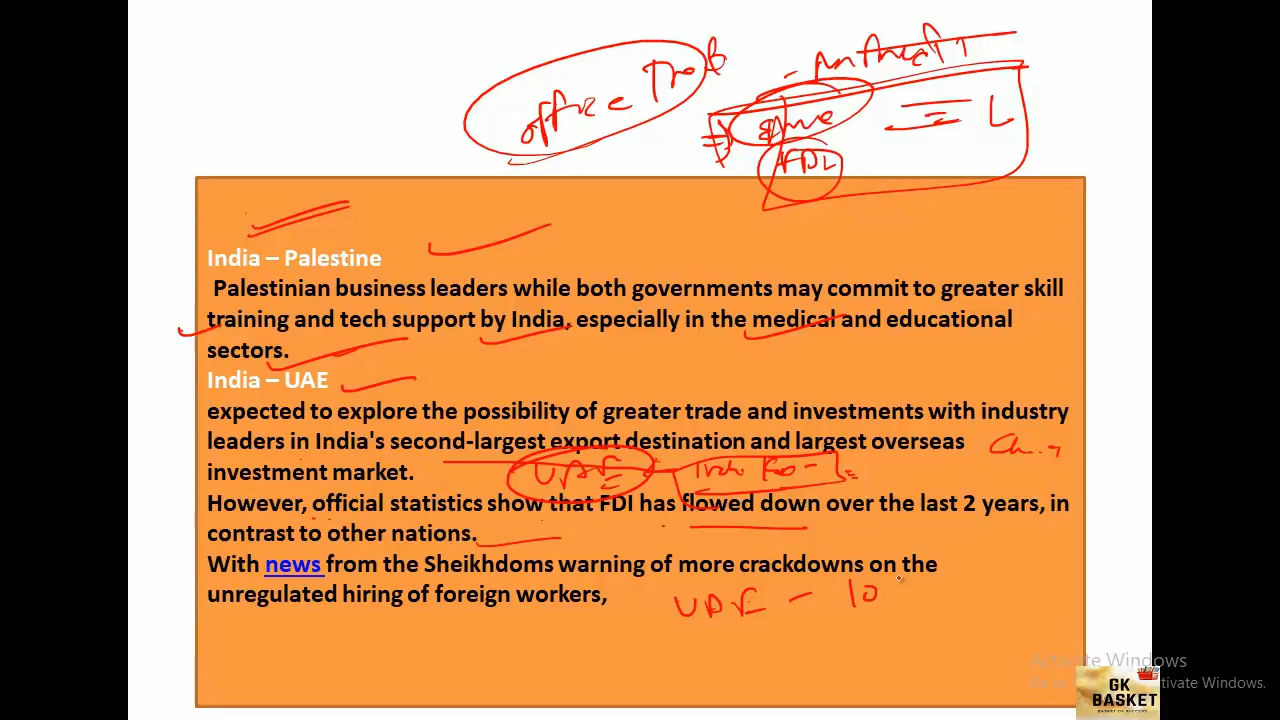 office
FDI
India – Palestine
Palestinian business leaders while both governments may commit to greater skill
training and tech support by India, especially in the medical and educational
sectors.
India – UAE
expected to explore the possibility of greater trade and investments with industry
leaders in India's second-largest export destination and largest overseas
investment market.
UAE
However, official statistics show that FDI has flowed down over the last 2 years, in
contrast to other nations.
With news from the Sheikhdoms warning of more crackdowns on the
unregulated hiring of foreign workers,
UAE – 10
Activate Windows
GK
BASKET